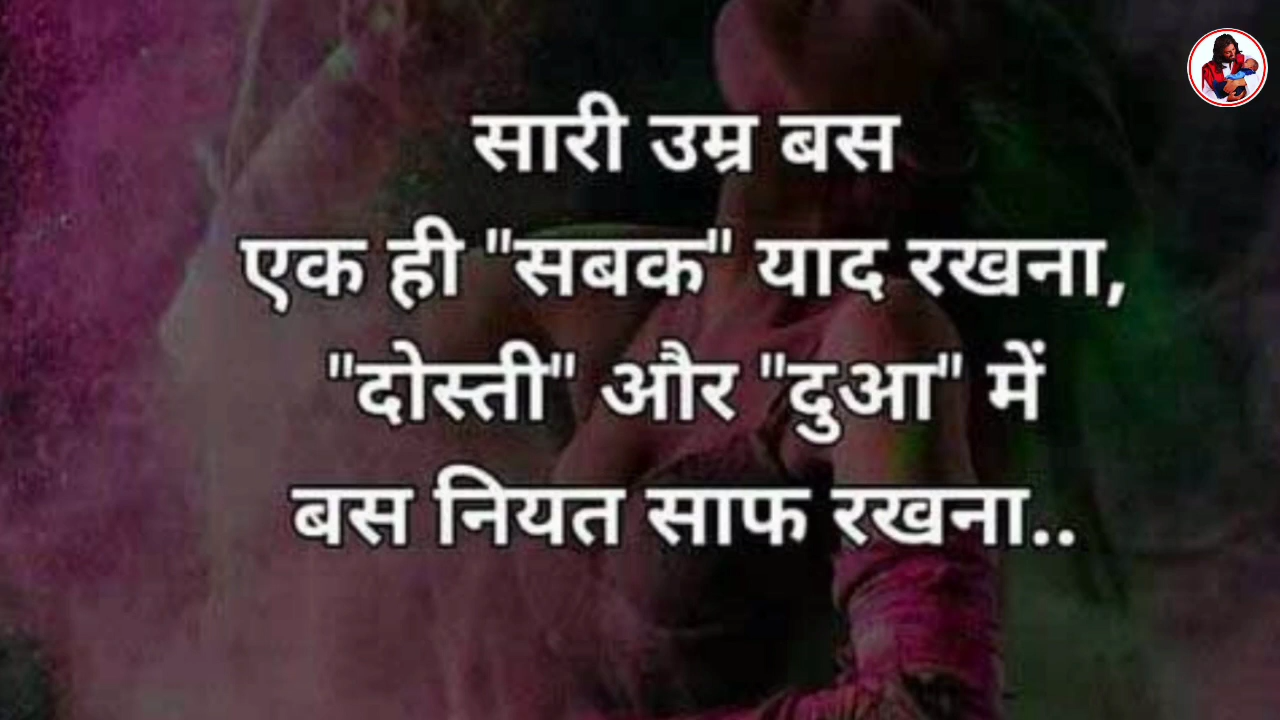 सारी उम्र बस
एक ही "सबक" याद रखना,
"दोस्ती" और "दुआ" में
बस नियत साफ रखना..